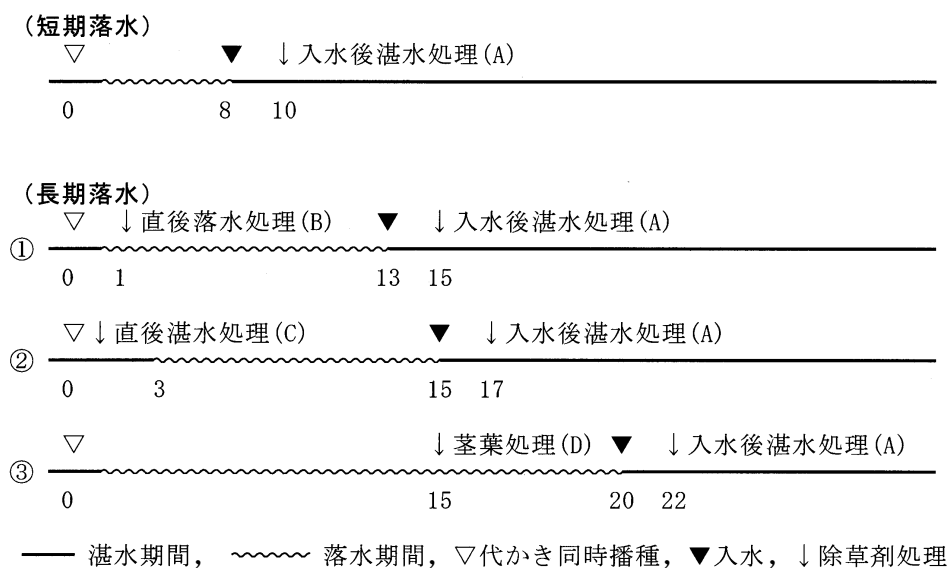 (短期落水)
▽ ▼ ↓入水後湛水処理(A)
0 8 10
(長期落水)
▽ ↓直後落水処理(B) ▼ ↓入水後湛水処理(A)
①
0 1 13 15
▽↓直後湛水処理(C) ▼ ↓入水後湛水処理(A)
②
0 3 15 17
▽ ↓茎葉処理(D) ▼ ↓入水後湛水処理(A)
③
0 15 20 22
湛水期間, 落水期間, ▽代かき同時播種, ▼入水, ↓除草剤処理